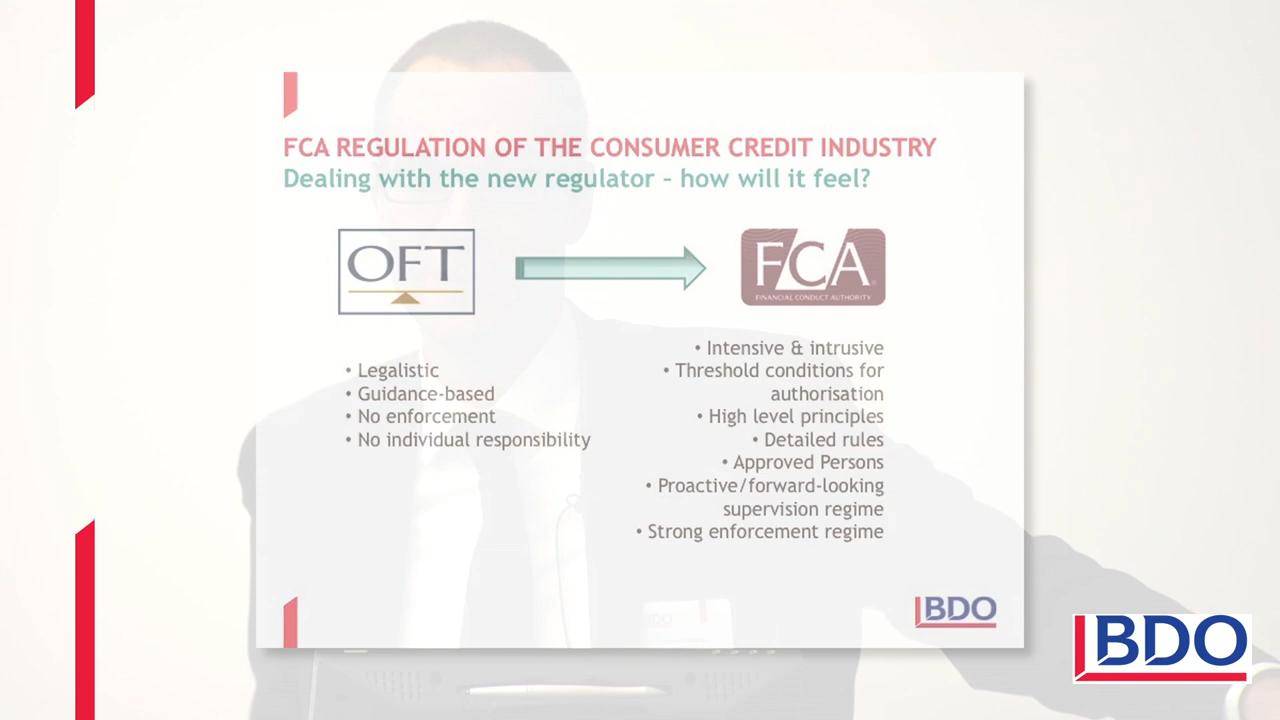 FCA REGULATION OF THE CONSUMER CREDIT INDUSTRY
Dealing with the new regulator – how will it feel?
OFT
FCA
FINANCIAL CONDUCT AUTHORITY
• Legalistic
• Guidance-based
• No enforcement
• No individual responsibility
• Intensive & intrusive
• Threshold conditions for
authorisation
• High level principles
• Detailed rules
• Approved Persons
• Proactive/forward-looking
supervision regime
• Strong enforcement regime
BDO
BDO
BDO